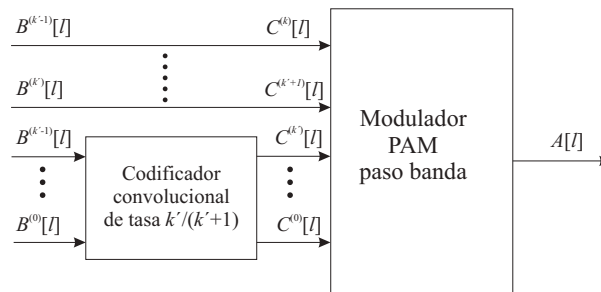 B^(k′-1)[l] C^(k)[l]
B^(k′)[l] C^(k′+1)[l]
B^(k′-1)[l] C^(k′)[l]
B^(0)[l] C^(0)[l]
Codificador
convolucional
de tasa k′/(k′+1)
Modulador
PAM
paso banda
A[l]